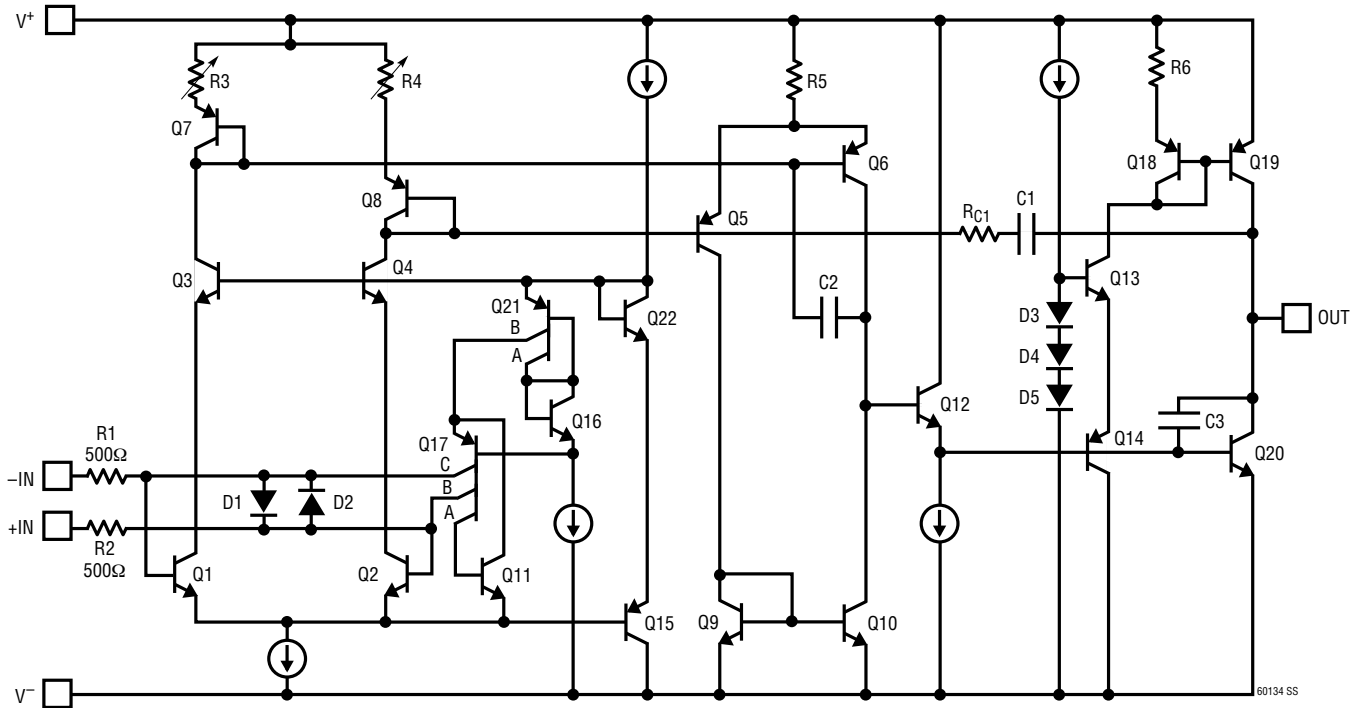 V+
R3
R4
R5
R6
Q7
Q6
Q18
Q19
Q8
Q5
RC1
C1
Q3
Q4
Q21
B
A
Q22
C2
Q13
D3
D4
D5
OUT
Q16
Q12
R1
500Ω
Q17
C
B
A
Q14
C3
Q20
–IN
D1
D2
+IN
R2
500Ω
Q1
Q2
Q11
Q15
Q9
Q10
V–
60134 SS